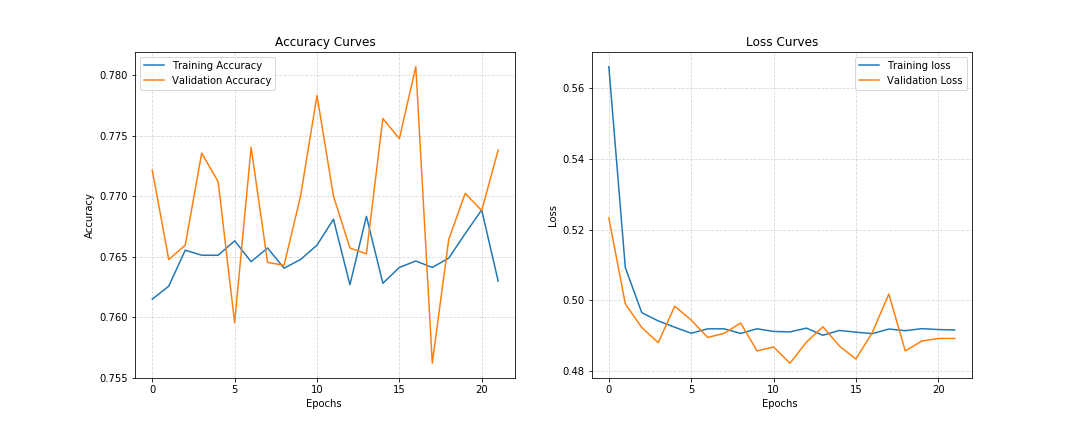 Accuracy Curves
Training Accuracy
Validation Accuracy
0.780
0.775
0.770
0.765
0.760
0.755
Accuracy
0 5 10 15 20
Epochs
Loss Curves
Training loss
Validation Loss
0.56
0.54
0.52
0.50
0.48
Loss
0 5 10 15 20
Epochs